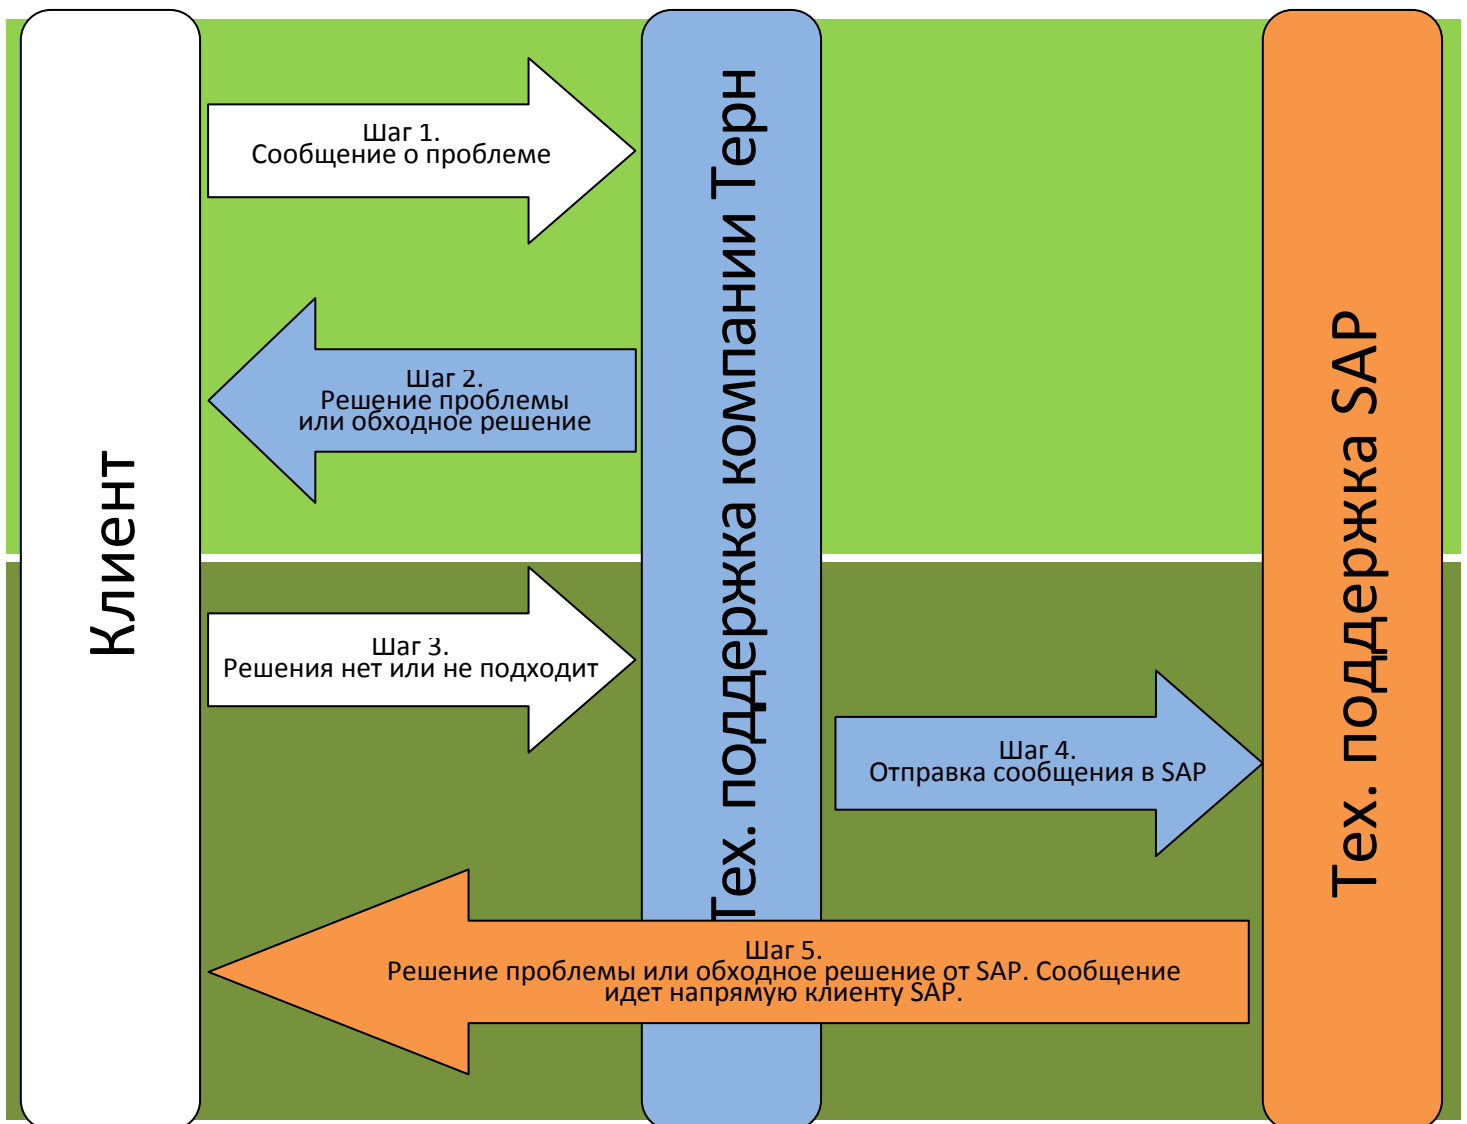 Клиент
Тех. поддержка компании Терн
Тех. поддержка SAP
Шаг 1.
Сообщение о проблеме
Шаг 2.
Решение проблемы
или обходное решение
Шаг 3.
Решения нет или не подходит
Шаг 4.
Отправка сообщения в SAP
Шаг 5.
Решение проблемы или обходное решение от SAP. Сообщение
идет напрямую клиенту SAP.